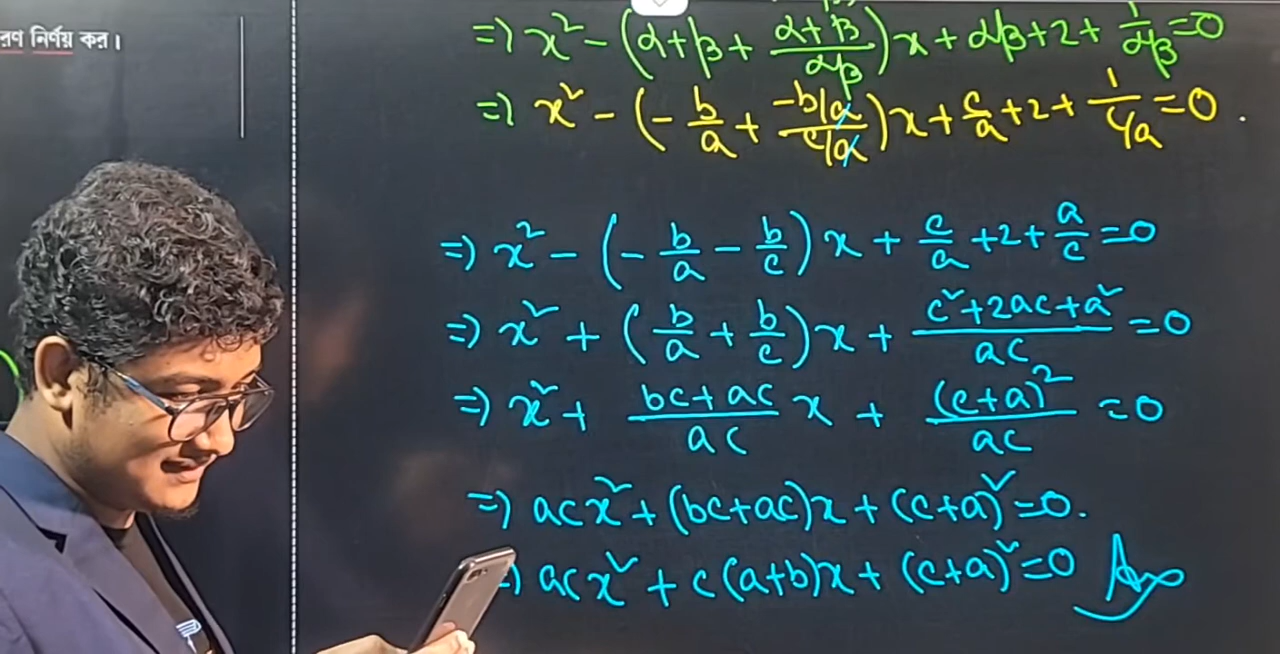 রণ নির্ণয় কর।
=> x² - (α+β + (α+β)/(αβ))x + αβ+2+ 1/(αβ) =0
=> x² - (- b/a + (-b/a)/(c/a))x + c/a +2+ 1/(c/a) =0.
=> x² - (- b/a - b/c)x + c/a +2+ a/c =0
=> x² + (b/a + b/c)x + (c²+2ac+a²)/(ac) =0
=> x² + (bc+ac)/(ac) x + (c+a)²/(ac) =0
=> acx² + (bc+ac)x + (c+a)² =0.
=> acx² + c(a+b)x + (c+a)² =0 Ans